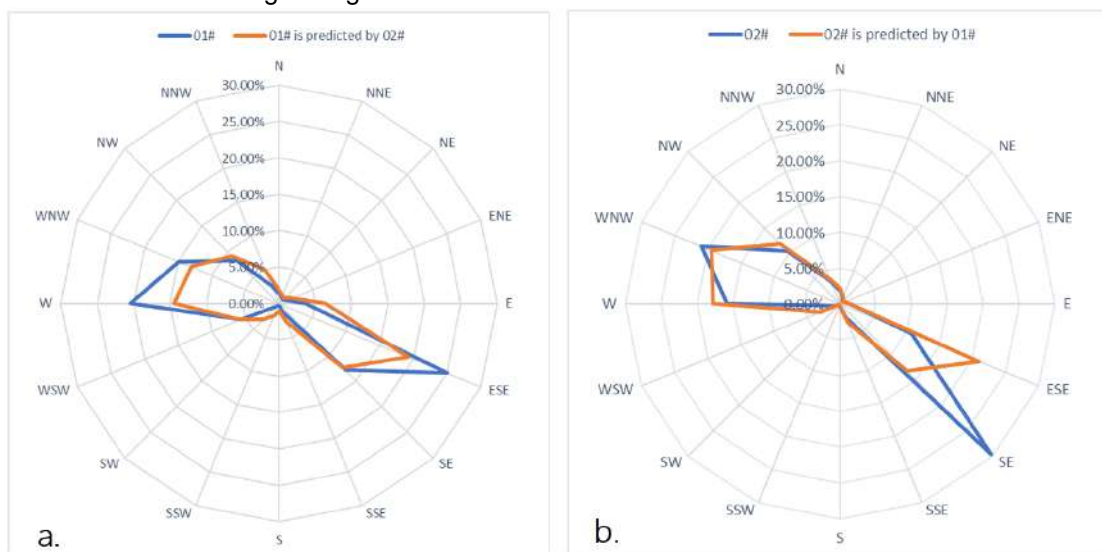 01# 01# is predicted by 02#
N
NNE
NE
ENE
E
ESE
SE
SSE
S
SSW
SW
WSW
W
WNW
NW
NNW
30.00%
25.00%
20.00%
15.00%
10.00%
5.00%
0.00%
a.
02# 02# is predicted by 01#
N
NNE
NE
ENE
E
ESE
SE
SSE
S
SSW
SW
WSW
W
WNW
NW
NNW
30.00%
25.00%
20.00%
15.00%
10.00%
5.00%
0.00%
b.